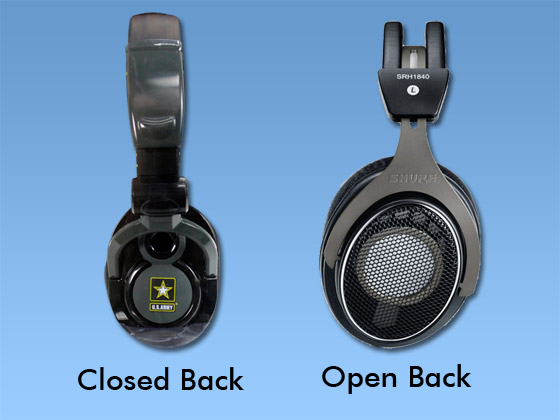 SRH1840
L
SHURE
U.S.ARMY
Closed Back
Open Back